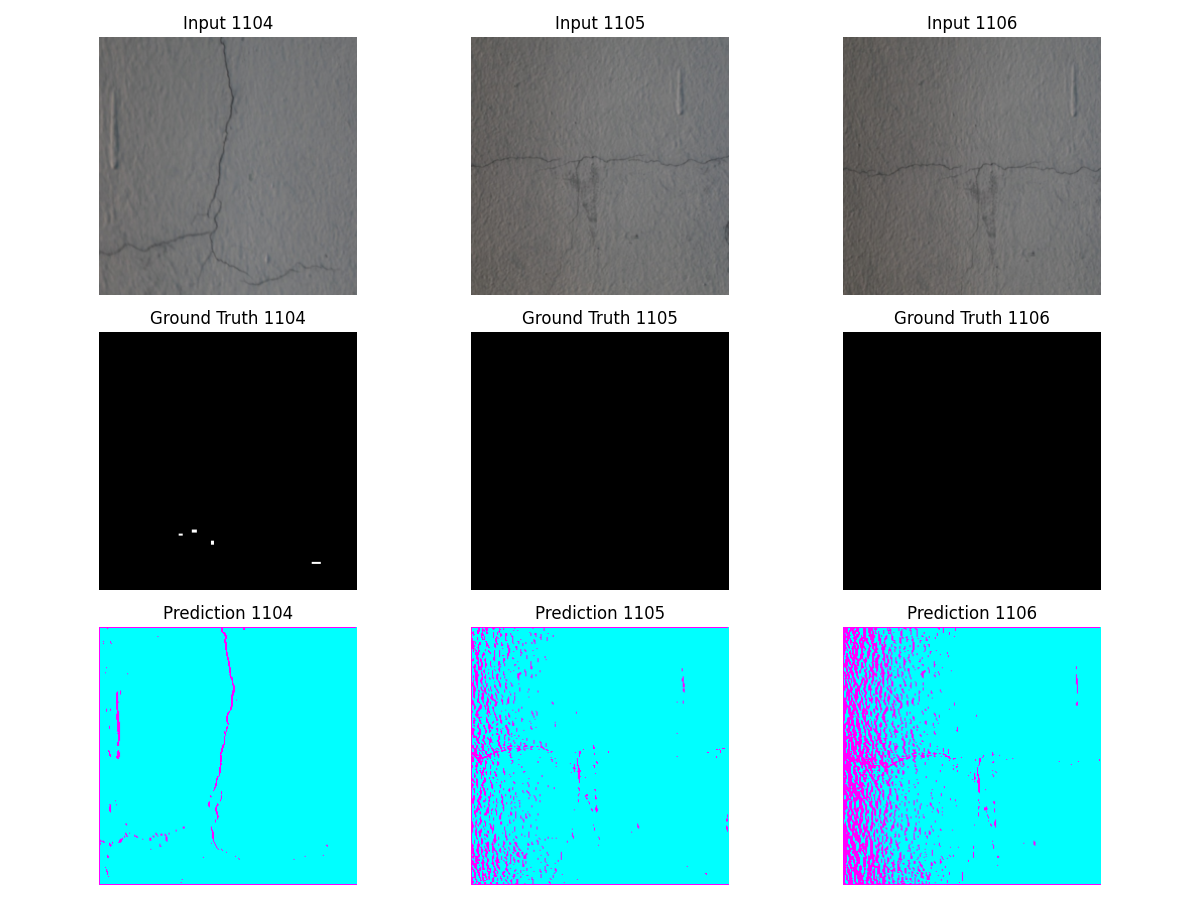 Input 1104
Input 1105
Input 1106
Ground Truth 1104
Ground Truth 1105
Ground Truth 1106
Prediction 1104
Prediction 1105
Prediction 1106